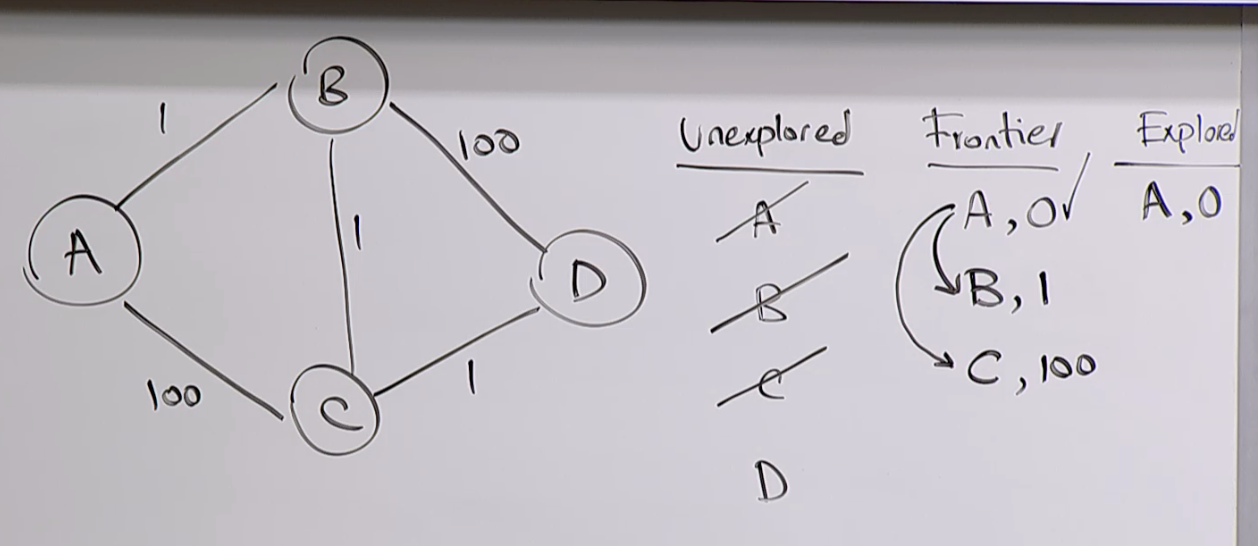 B
1
100
A
1
D
100
C
1
Unexplored Frontier Explored
A A, 0✓ A, 0
B B, 1
C C, 100
D